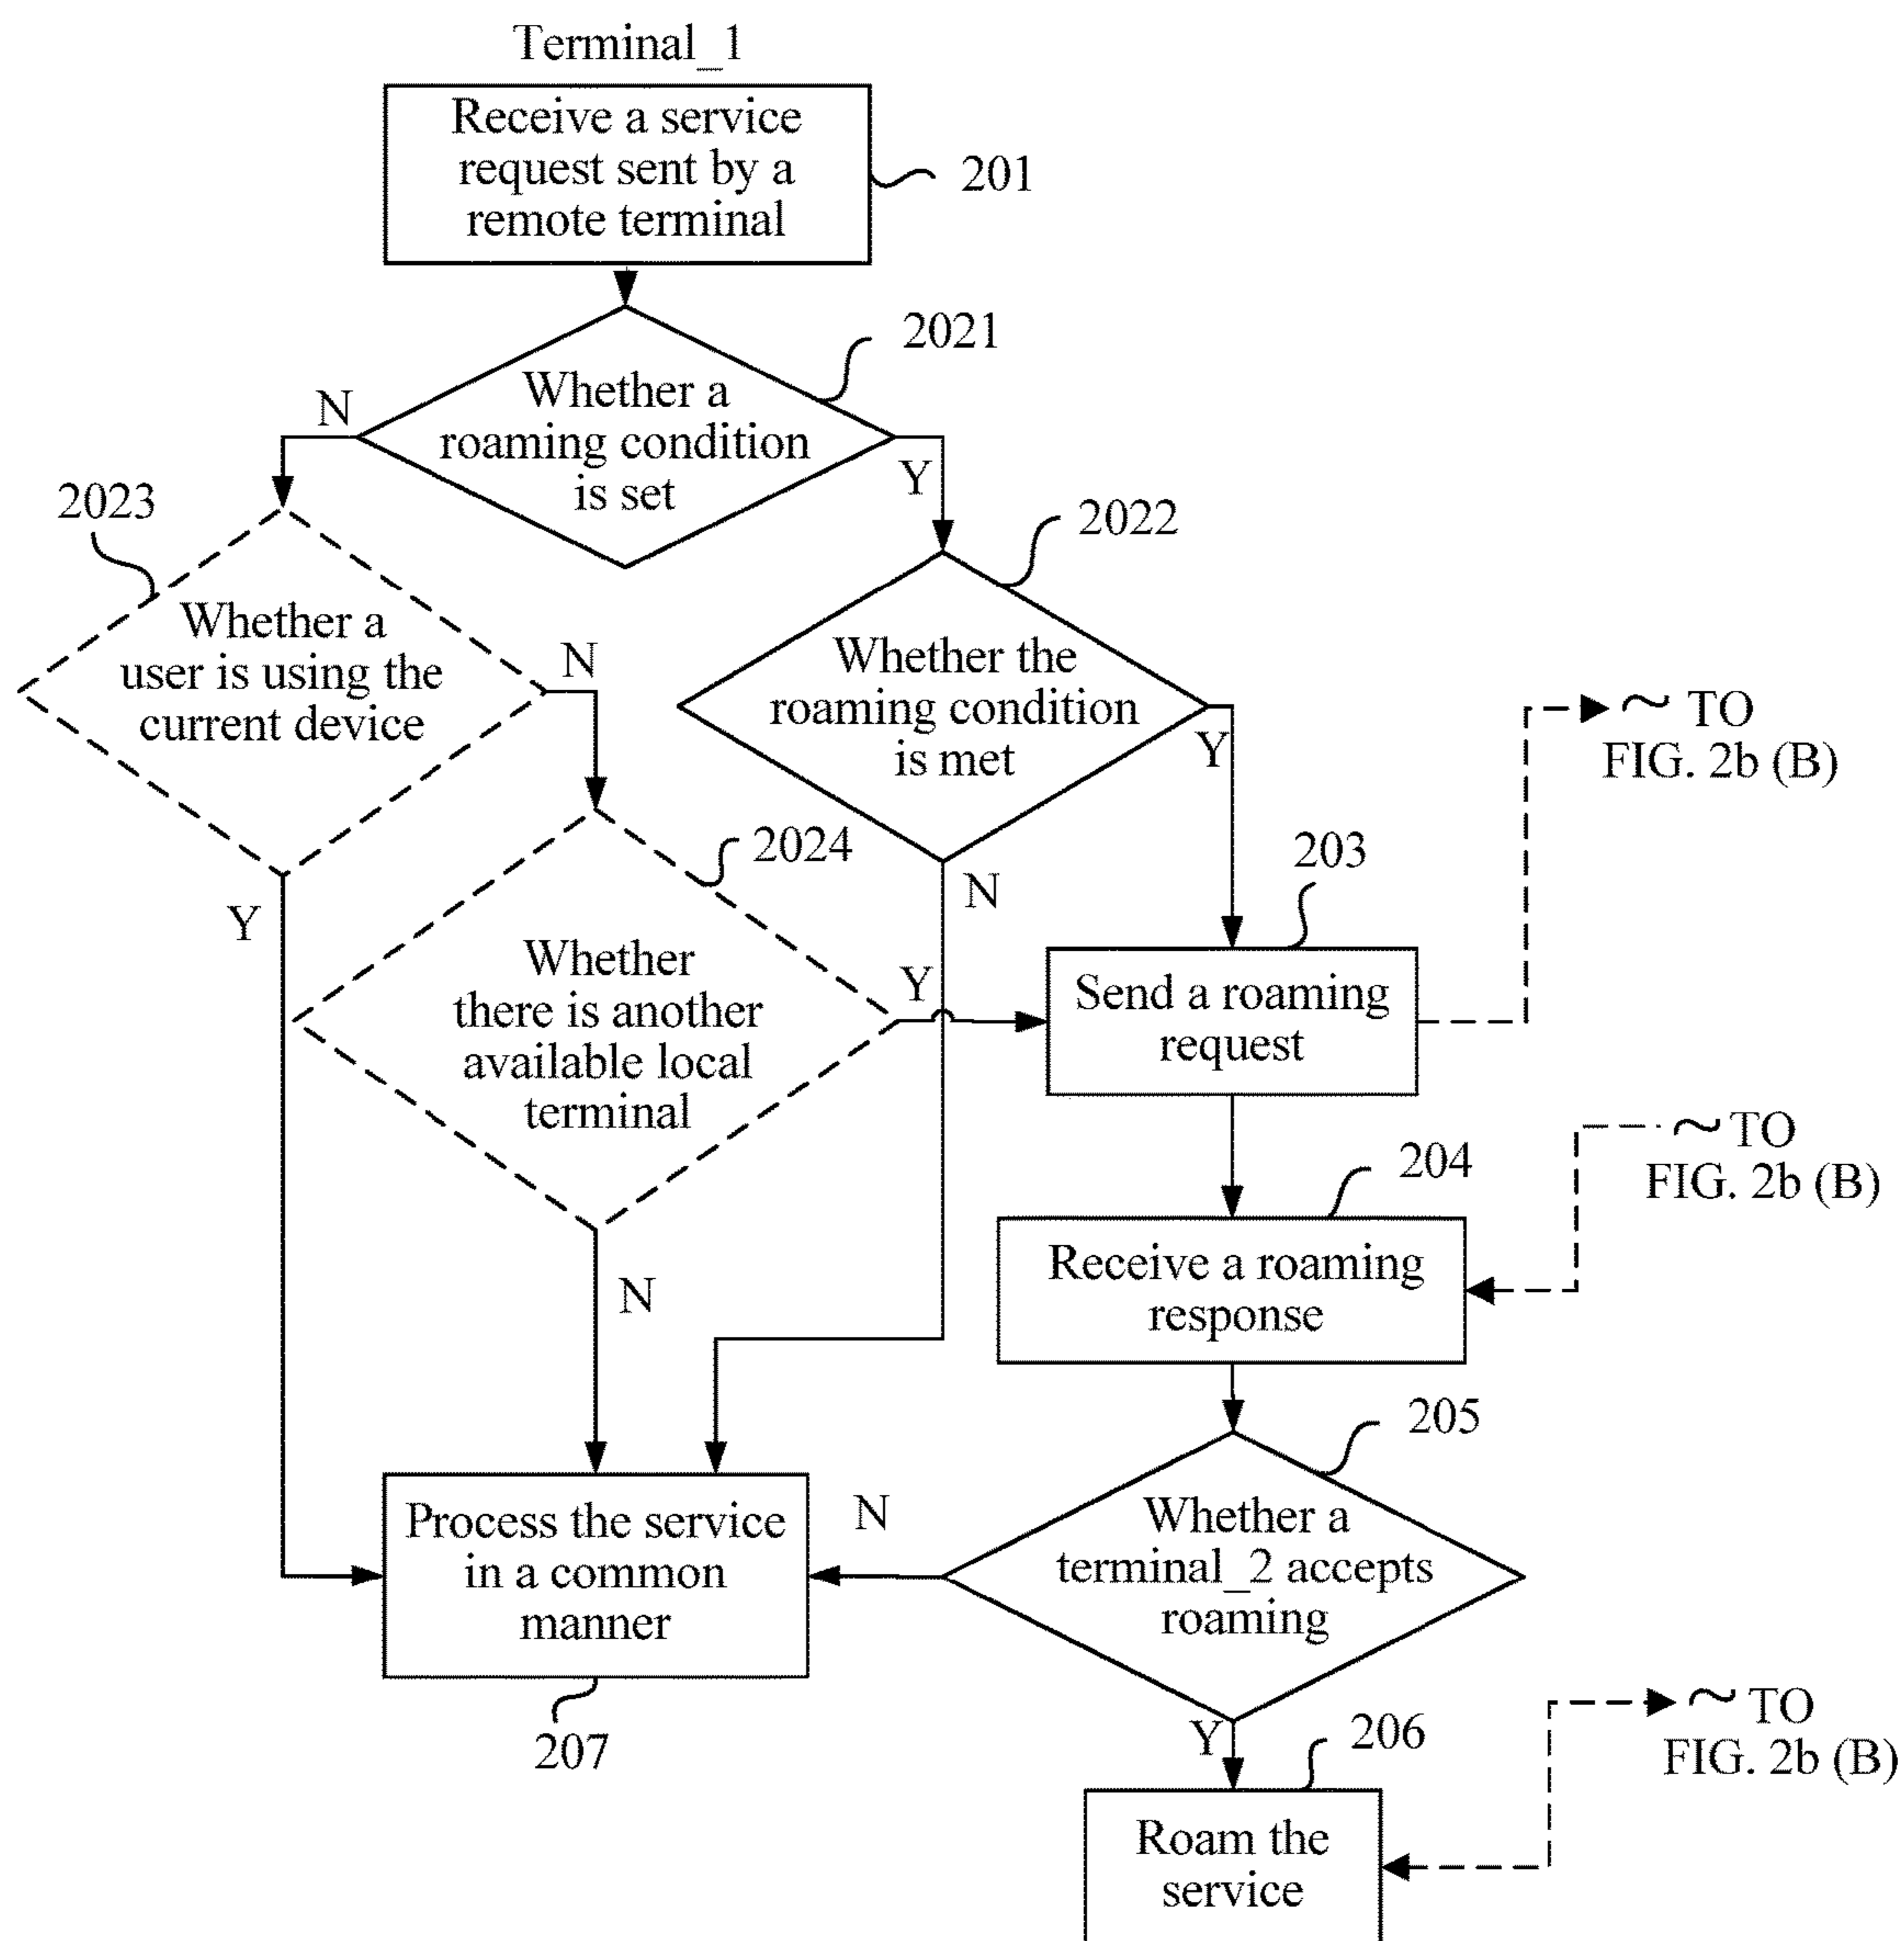 Terminal_1
Receive a service
request sent by a
remote terminal
201
2021
Whether a
roaming condition
is set
N
Y
2023
2022
Whether a
user is using the
current device
N
Y
Whether the
roaming condition
is met
Y
N
~ TO
FIG. 2b (B)
2024
Whether
there is another
available local
terminal
Y
N
203
Send a roaming
request
~ TO
FIG. 2b (B)
204
Receive a roaming
response
205
Whether a
terminal_2 accepts
roaming
N
Y
Process the service
in a common
manner
207
206
Roam the
service
~ TO
FIG. 2b (B)